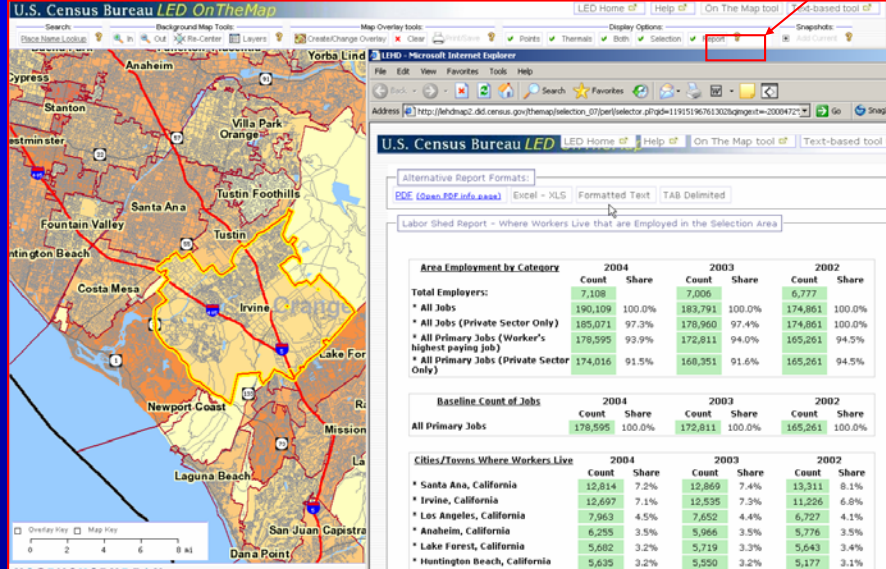 U.S. Census Bureau LED OnTheMap
LED Home Help On The Map tool Text-based tool
Search: Background Map Tools: Map Overlay tools: Display Options: Snapshots:
Place Name Lookup In Out Re-Center Layers Create/Change Overlay Clear Print/Save Points Thermals Both Selection Report Add Current
Yorba Lind
Anaheim
Cypress
91
Stanton
57
Villa Park
Orange
estminster
22
Tustin Foothills
Santa Ana
Tustin
Fountain Valley
55
ntington Beach
Costa Mesa
Irvine
Orange
405
5
1
Lake For
133
Newport Coast
Mission
73
Laguna Beach
5
San Juan Capistra
Dana Point
Overlay Key Map Key
0 2 4 6 8 mi
LEHD - Microsoft Internet Explorer
File Edit View Favorites Tools Help
Back Search Favorites
Address Go Snag
U.S. Census Bureau LED
LED Home Help On The Map tool Text-based tool
Alternative Report Formats:
PDF (Open PDF info page) Excel - XLS Formatted Text TAB Delimited
Labor Shed Report - Where Workers Live that are Employed in the Selection Area
Area Employment by Category 2004 2003 2002
Count Share Count Share Count Share
Total Employers: 7,108 7,006 6,777
* All Jobs 190,109 100.0% 183,791 100.0% 174,861 100.0%
* All Jobs (Private Sector Only) 185,071 97.3% 178,960 97.4% 174,861 100.0%
* All Primary Jobs (Worker's highest paying job) 178,595 93.9% 172,811 94.0% 165,261 94.5%
* All Primary Jobs (Private Sector Only) 174,016 91.5% 168,351 91.6% 165,261 94.5%
Baseline Count of Jobs 2004 2003 2002
Count Share Count Share Count Share
All Primary Jobs 178,595 100.0% 172,811 100.0% 165,261 100.0%
Cities/Towns Where Workers Live 2004 2003 2002
Count Share Count Share Count Share
* Santa Ana, California 12,814 7.2% 12,869 7.4% 13,311 8.1%
* Irvine, California 12,697 7.1% 12,535 7.3% 11,226 6.8%
* Los Angeles, California 7,963 4.5% 7,652 4.4% 6,727 4.1%
* Anaheim, California 6,255 3.5% 5,966 3.5% 5,776 3.5%
* Lake Forest, California 5,682 3.2% 5,719 3.3% 5,643 3.4%
* Huntington Beach, California 5,635 3.2% 5,550 3.2% 5,177 3.1%